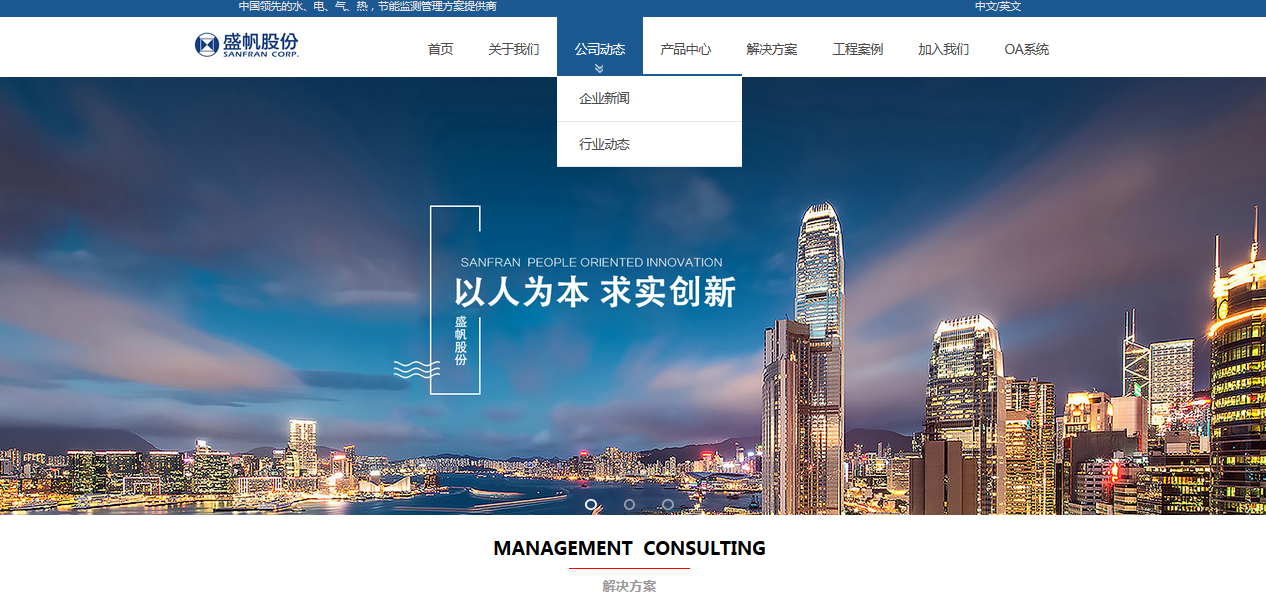 中国领先的水、电、气、热，节能监测管理方案提供商
中文/英文
盛帆股份
SANFRAN CORP.
首页
关于我们
公司动态
产品中心
解决方案
工程案例
加入我们
OA系统
企业新闻
行业动态
SANFRAN PEOPLE ORIENTED INNOVATION
以人为本 求实创新
盛帆股份
MANAGEMENT CONSULTING
解决方案